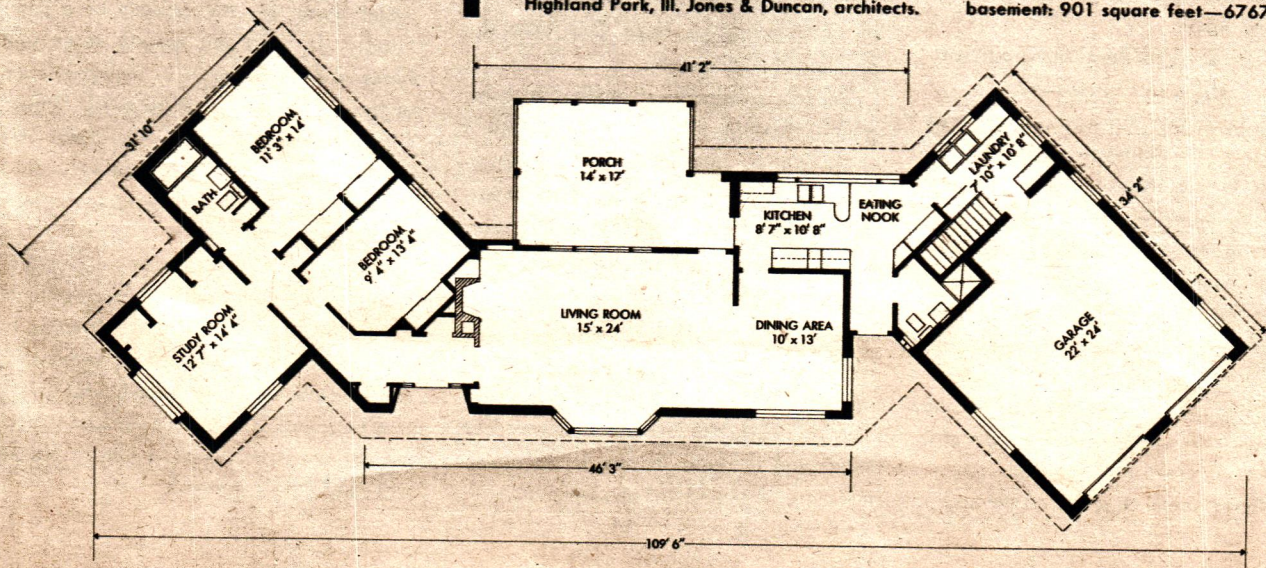 Highland Park, Ill. Jones & Duncan, architects.
basement: 901 square feet—6767
41' 2"
31' 10"
BEDROOM
11' 3" x 14'
BATH
BEDROOM
9' 4" x 13' 4"
STUDY ROOM
12' 7" x 14' 4"
PORCH
14' x 17'
KITCHEN
8' 7" x 10' 8"
EATING
NOOK
LAUNDRY
7' 10" x 10' 8"
34' 2"
LIVING ROOM
15' x 24'
DINING AREA
10' x 13'
GARAGE
22' x 24'
46' 3"
109' 6"